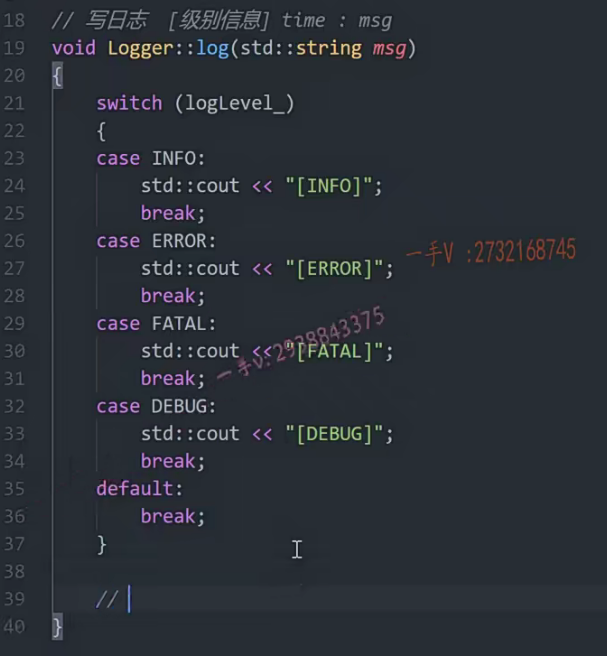 18 // 写日志 [级别信息] time : msg
19 void Logger::log(std::string msg)
20 {
21 switch (logLevel_)
22 {
23 case INFO:
24 std::cout << "[INFO]";
25 break;
26 case ERROR:
一手V :2732168745
27 std::cout << "[ERROR]";
28 break;
29 case FATAL:
30 std::cout << "[FATAL]";
一手v:2938843375
31 break;
32 case DEBUG:
33 std::cout << "[DEBUG]";
34 break;
35 default:
36 break;
37 }
38
39 //
40 }